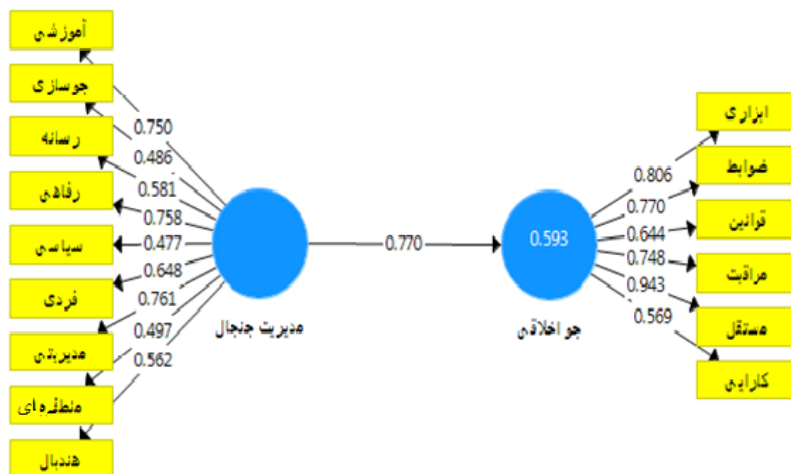 آموزشی
جوسازی
رسانه
رفاهی
سیاسی
فردی
مدیریتی
منطقه‌ای
هندبال
0.750
0.486
0.581
0.758
0.477
0.648
0.761
0.497
0.562
مدیریت جنجال
0.770
0.593
جو اخلاقی
0.806
0.770
0.644
0.748
0.943
0.569
ابزاری
ضوابط
قوانین
مراقبت
مستقل
کارایی